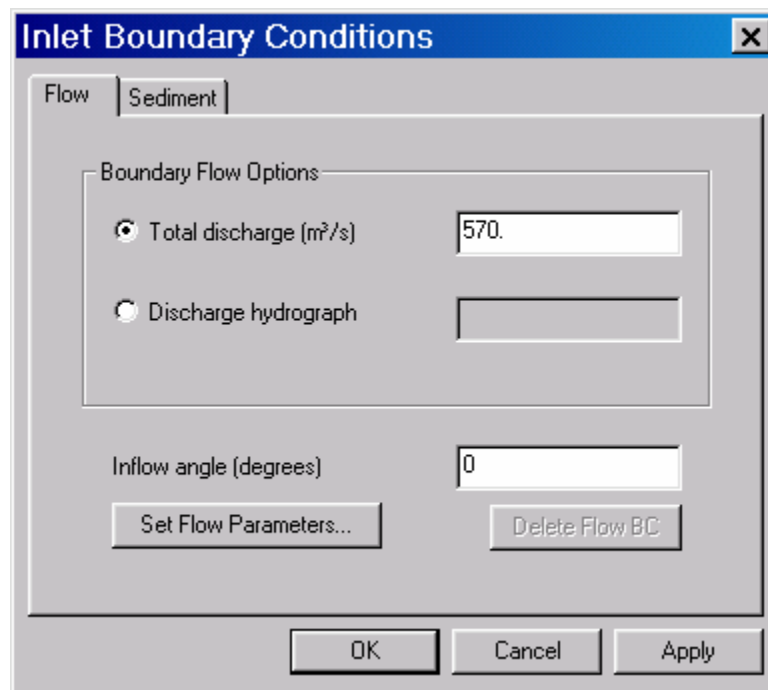 Inlet Boundary Conditions
Flow Sediment
Boundary Flow Options
Total discharge (m³/s) 570.
Discharge hydrograph
Inflow angle (degrees) 0
Set Flow Parameters... Delete Flow BC
OK Cancel Apply